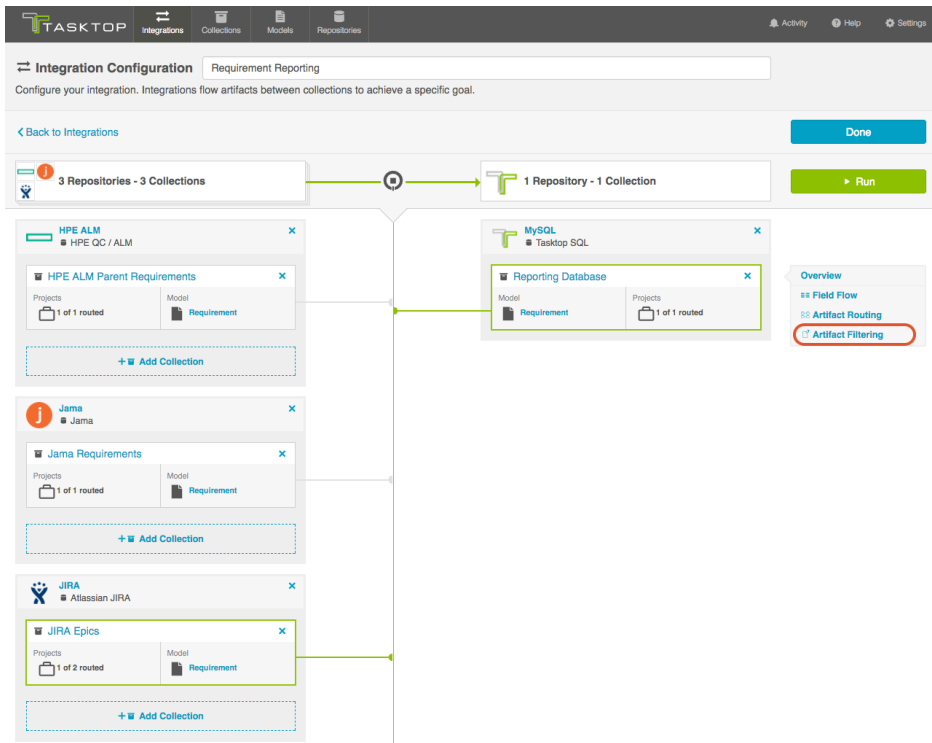 TASKTOP
Integrations
Collections
Models
Repositories
Activity
Help
Settings
Integration Configuration
Requirement Reporting
Configure your integration. Integrations flow artifacts between collections to achieve a specific goal.
Back to Integrations
Done
j
3 Repositories - 3 Collections
1 Repository - 1 Collection
Run
HPE ALM
HPE QC / ALM
HPE ALM Parent Requirements
Projects
1 of 1 routed
Model
Requirement
+ Add Collection
MySQL
Tasktop SQL
Reporting Database
Model
Requirement
Projects
1 of 1 routed
Overview
Field Flow
Artifact Routing
Artifact Filtering
j
Jama
Jama
Jama Requirements
Projects
1 of 1 routed
Model
Requirement
+ Add Collection
JIRA
Atlassian JIRA
JIRA Epics
Projects
1 of 2 routed
Model
Requirement
+ Add Collection